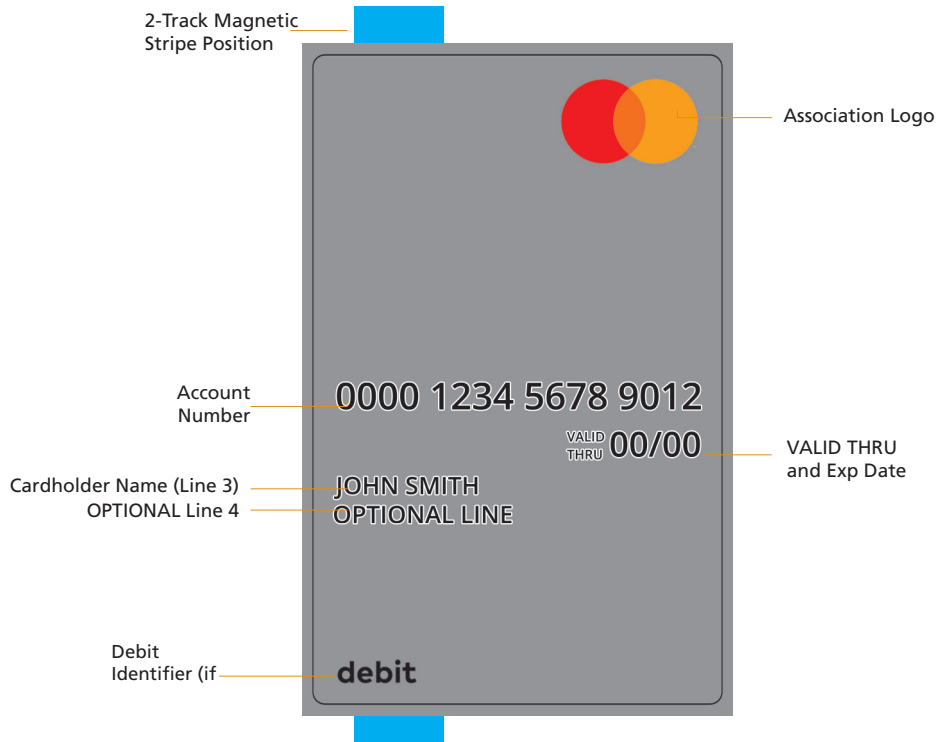 2-Track Magnetic
Stripe Position
Association Logo
Account
Number
0000 1234 5678 9012
VALID
THRU
00/00
VALID THRU
and Exp Date
Cardholder Name (Line 3)
JOHN SMITH
OPTIONAL Line 4
OPTIONAL LINE
Debit
Identifier (if
debit